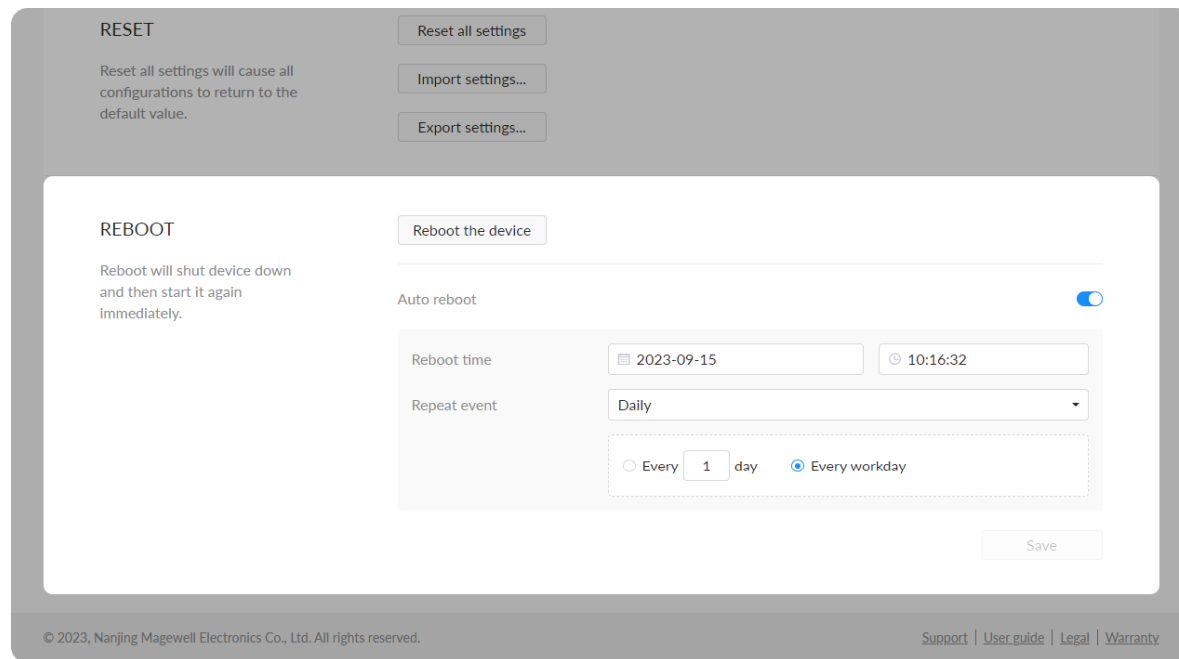 RESET
Reset all settings will cause all
configurations to return to the
default value.
Reset all settings
Import settings...
Export settings...
REBOOT
Reboot will shut device down
and then start it again
immediately.
Reboot the device
Auto reboot
Reboot time 2023-09-15 10:16:32
Repeat event Daily
Every 1 day Every workday
Save
© 2023, Nanjing Magewell Electronics Co., Ltd. All rights reserved.
Support | User guide | Legal | Warranty